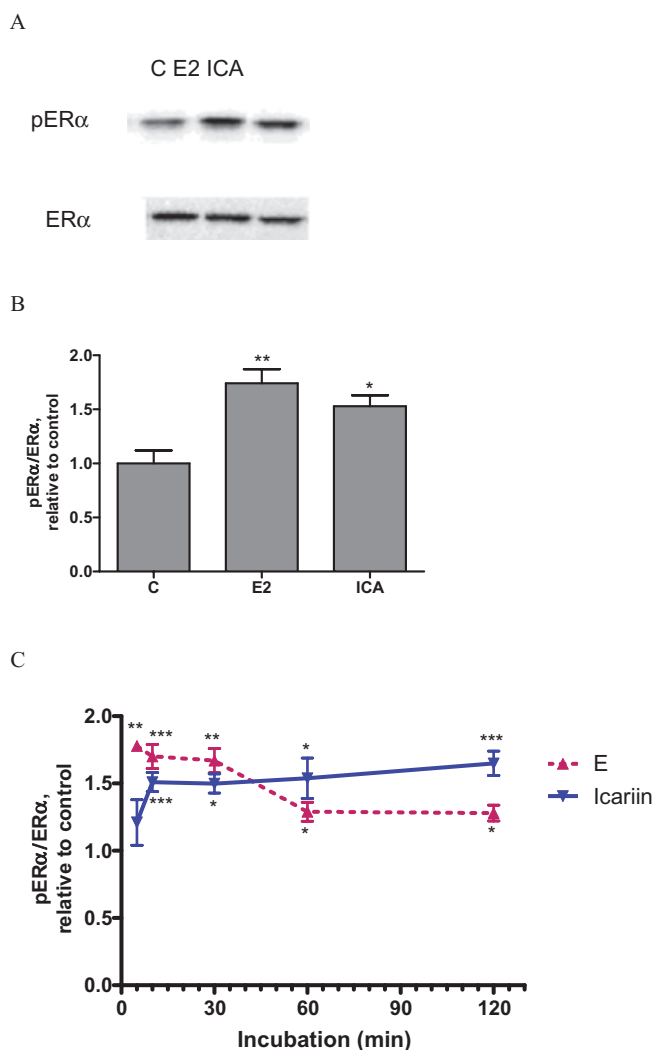 A
C E2 ICA
pERα
ERα
B
pERα/ERα,
relative to control
2.0
1.5
1.0
0.5
0.0
**
*
C
E2
ICA
C
pERα/ERα,
relative to control
2.0
1.5
1.0
0.5
0.0
**
***
**
*
***
***
*
*
*
0
30
60
90
120
Incubation (min)
E
Icariin